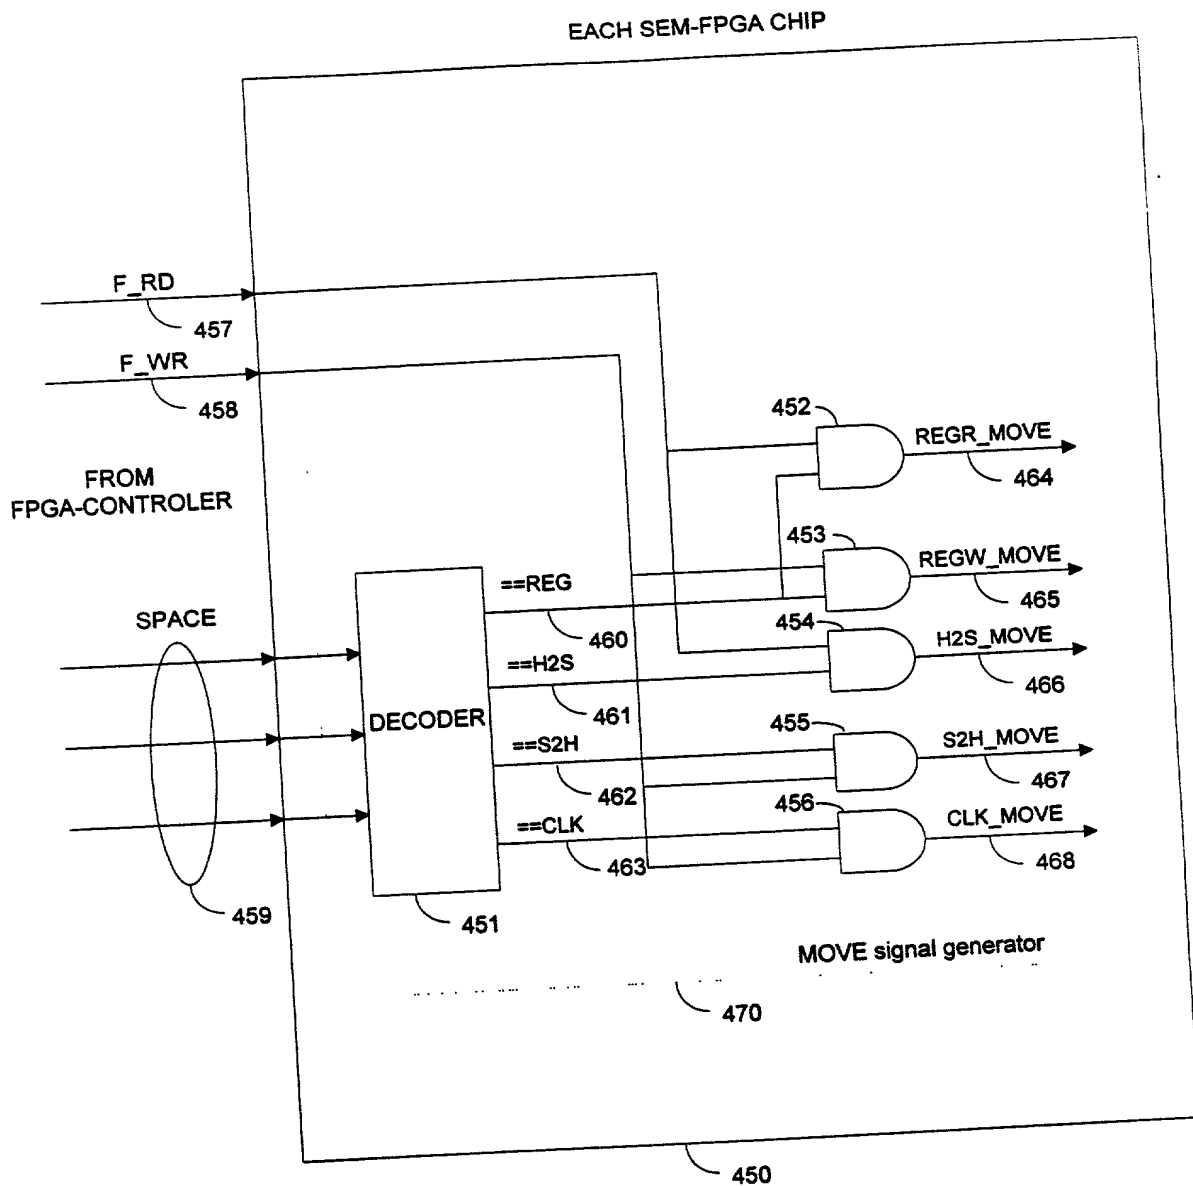 EACH SEM-FPGA CHIP
F_RD
457
F_WR
458
FROM
FPGA-CONTROLER
SPACE
459
DECODER
451
==REG
460
==H2S
461
==S2H
462
==CLK
463
452
REGR_MOVE
464
453
REGW_MOVE
465
454
H2S_MOVE
466
455
S2H_MOVE
467
456
CLK_MOVE
468
MOVE signal generator
470
450